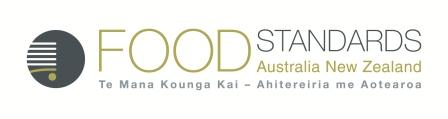 FOOD STANDARDS
Australia New Zealand
Te Mana Kounga Kai – Ahitereiria me Aotearoa